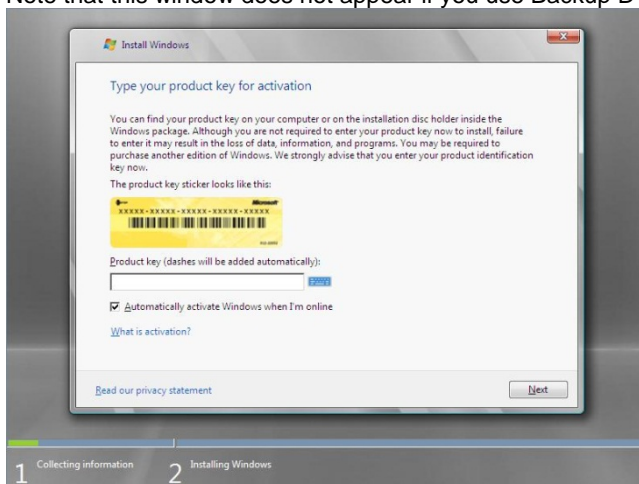 Note that this window does not appear if you use Backup D
Install Windows
Type your product key for activation
You can find your product key on your computer or on the installation disc holder inside the
Windows package. Although you are not required to enter your product key now to install, failure
to enter it may result in the loss of data, information, and programs. You may be required to
purchase another edition of Windows. We strongly advise that you enter your product identification
key now.
The product key sticker looks like this:
Microsoft
XXXXX-XXXXX-XXXXX-XXXXX-XXXXX
Product key (dashes will be added automatically):
Automatically activate Windows when I'm online
What is activation?
Read our privacy statement
Next
1 Collecting information 2 Installing Windows